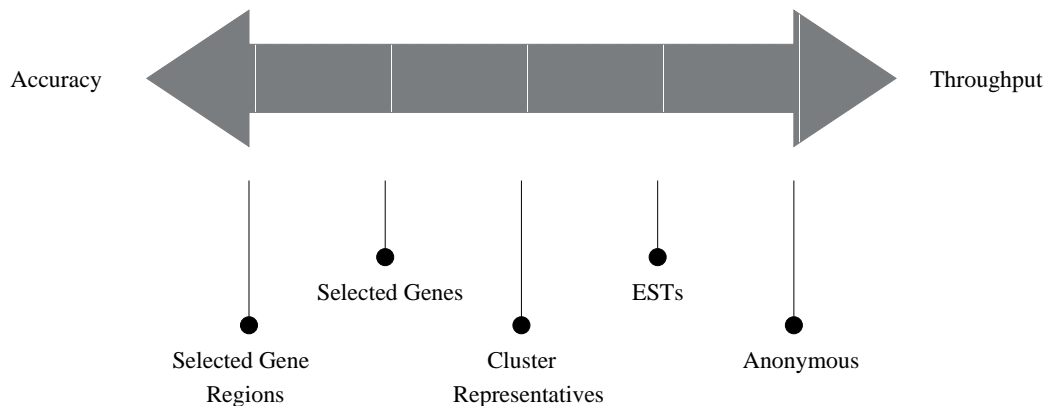 Accuracy
Throughput
Selected Genes
ESTs
Selected Gene
Regions
Cluster
Representatives
Anonymous